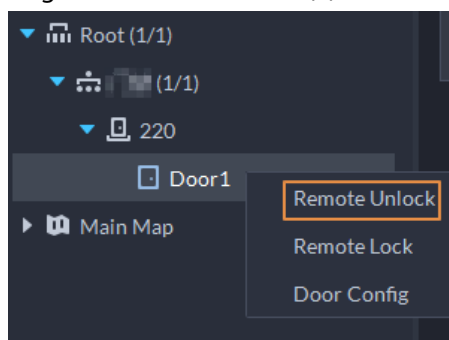 Root (1/1)
(1/1)
220
Door1
Remote Unlock
Main Map
Remote Lock
Door Config